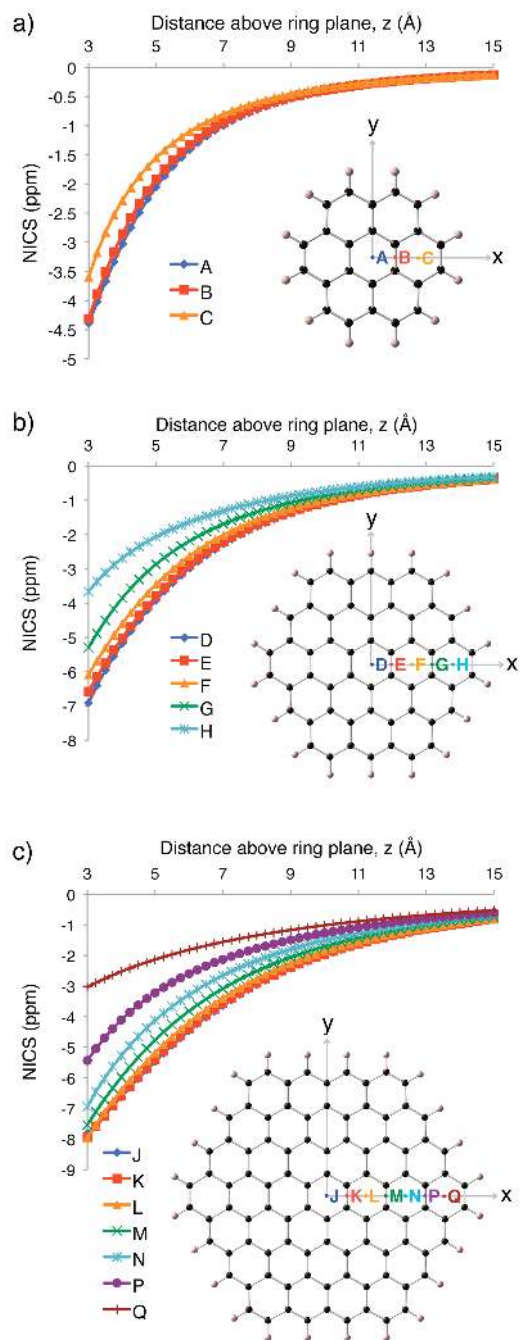 a)
Distance above ring plane, z (Å)
3 5 7 9 11 13 15
0
-0.5
-1
-1.5
-2
-2.5
-3
-3.5
-4
-4.5
-5
NICS (ppm)
A
B
C
y
x
A B C
b)
Distance above ring plane, z (Å)
3 5 7 9 11 13 15
0
-1
-2
-3
-4
-5
-6
-7
-8
NICS (ppm)
D
E
F
G
H
y
x
D E F G H
c)
Distance above ring plane, z (Å)
3 5 7 9 11 13 15
0
-1
-2
-3
-4
-5
-6
-7
-8
-9
NICS (ppm)
J
K
L
M
N
P
Q
y
x
J K L M N P Q